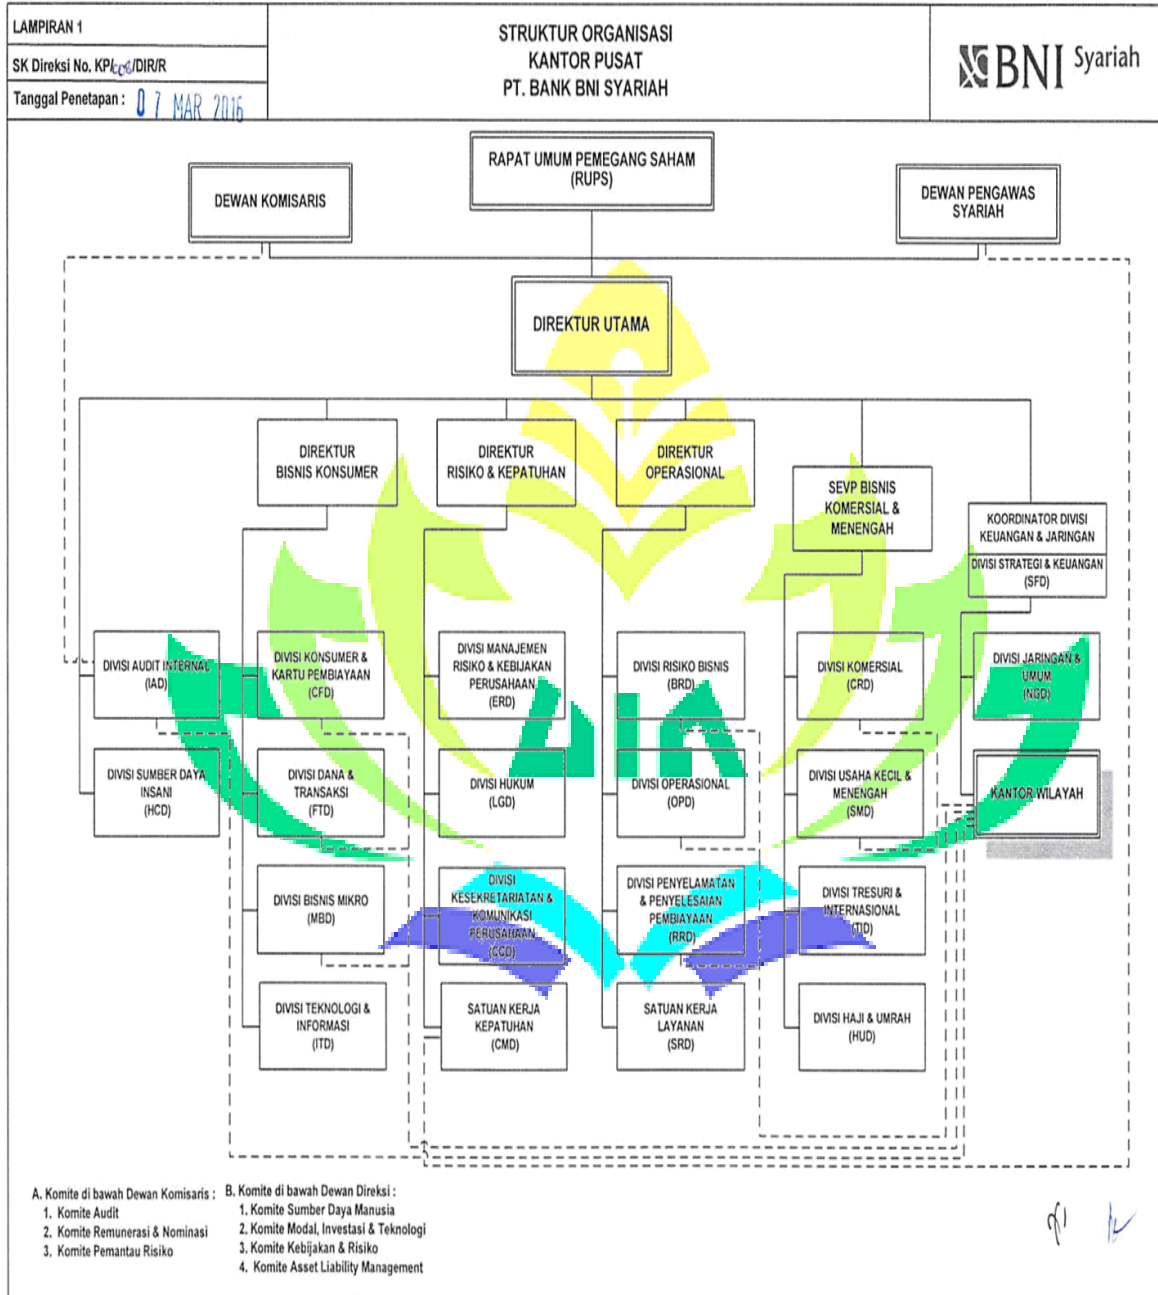 LAMPIRAN 1
SK Direksi No. KP/008/DIR/R
Tanggal Penetapan : 07 MAR 2016
STRUKTUR ORGANISASI
KANTOR PUSAT
PT. BANK BNI SYARIAH
BNI Syariah
RAPAT UMUM PEMEGANG SAHAM
(RUPS)
DEWAN KOMISARIS
DEWAN PENGAWAS
SYARIAH
DIREKTUR UTAMA
DIREKTUR
BISNIS KONSUMER
DIREKTUR
RISIKO & KEPATUHAN
DIREKTUR
OPERASIONAL
SEVP BISNIS
KOMERSIAL &
MENENGAH
KOORDINATOR DIVISI
KEUANGAN & JARINGAN
DIVISI STRATEGI & KEUANGAN
(SFD)
DIVISI AUDIT INTERNAL
(IAD)
DIVISI KONSUMER &
KARTU PEMBIAYAAN
(CFD)
DIVISI MANAJEMEN
RISIKO & KEBIJAKAN
PERUSAHAAN
(ERD)
DIVISI RISIKO BISNIS
(BRD)
DIVISI KOMERSIAL
(CRD)
DIVISI JARINGAN &
UMUM
(NGD)
DIVISI SUMBER DAYA
INSANI
(HCD)
DIVISI DANA &
TRANSAKSI
(FTD)
DIVISI HUKUM
(LGD)
DIVISI OPERASIONAL
(OPD)
DIVISI USAHA KECIL &
MENENGAH
(SMD)
KANTOR WILAYAH
DIVISI BISNIS MIKRO
(MBD)
DIVISI
KESEKRETARIATAN &
KOMUNIKASI
PERUSAHAAN
(CCD)
DIVISI PENYELAMATAN
& PENYELESAIAN
PEMBIAYAAN
(RRD)
DIVISI TRESURI &
INTERNASIONAL
(TID)
DIVISI TEKNOLOGI &
INFORMASI
(ITD)
SATUAN KERJA
KEPATUHAN
(CMD)
SATUAN KERJA
LAYANAN
(SRD)
DIVISI HAJI & UMRAH
(HUD)
A. Komite di bawah Dewan Komisaris :
1. Komite Audit
2. Komite Remunerasi & Nominasi
3. Komite Pemantau Risiko
B. Komite di bawah Dewan Direksi :
1. Komite Sumber Daya Manusia
2. Komite Modal, Investasi & Teknologi
3. Komite Kebijakan & Risiko
4. Komite Asset Liability Management